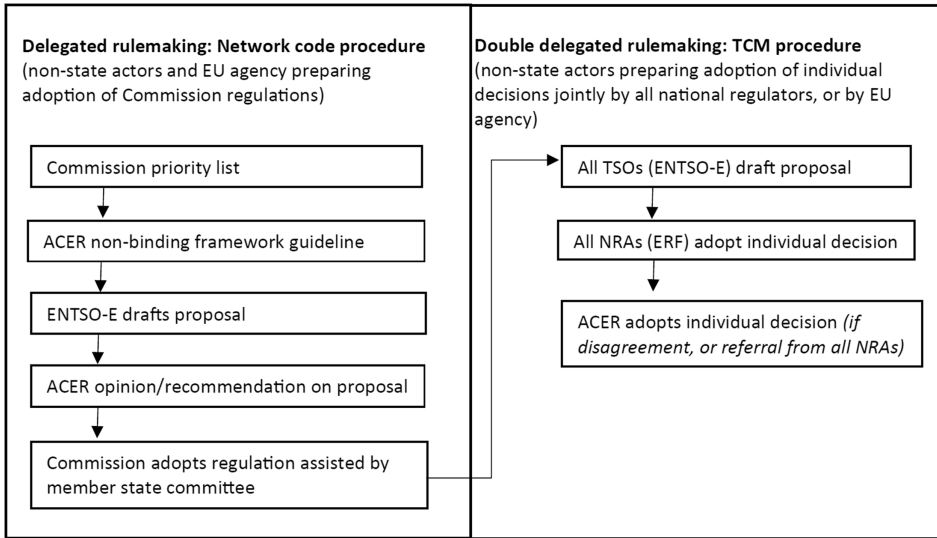 Delegated rulemaking: Network code procedure
(non-state actors and EU agency preparing
adoption of Commission regulations)
Commission priority list
ACER non-binding framework guideline
ENTSO-E drafts proposal
ACER opinion/recommendation on proposal
Commission adopts regulation assisted by
member state committee
Double delegated rulemaking: TCM procedure
(non-state actors preparing adoption of individual
decisions jointly by all national regulators, or by EU
agency)
All TSOs (ENTSO-E) draft proposal
All NRAs (ERF) adopt individual decision
ACER adopts individual decision (if
disagreement, or referral from all NRAs)